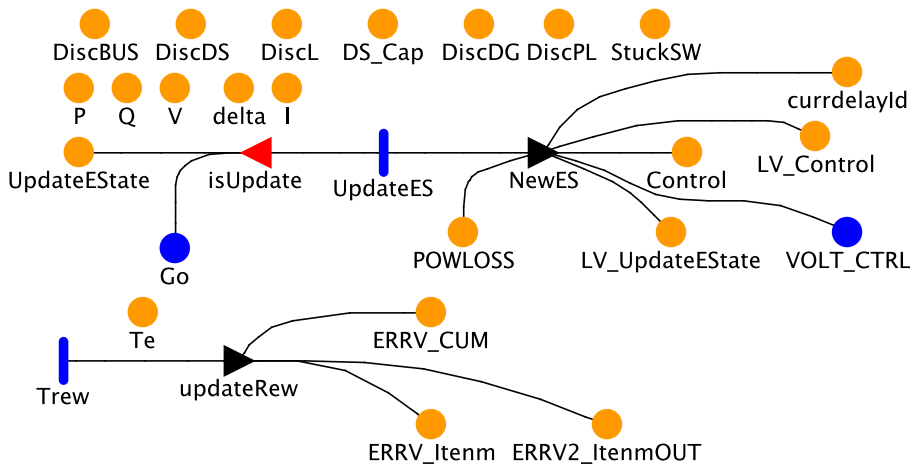 DiscBUS DiscDS DiscL DS_Cap DiscDG DiscPL StuckSW
P Q V delta I currdelayId
UpdateEState isUpdate UpdateES NewES Control LV_Control
Go POWLOSS LV_UpdateEState VOLT_CTRL
Te ERRV_CUM
Trew updateRew
ERRV_Itenm ERRV2_ItenmOUT